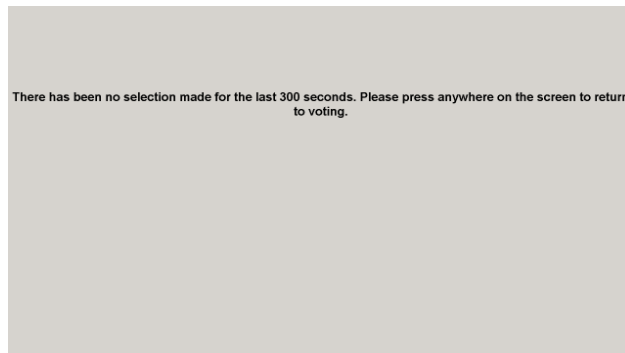 There has been no selection made for the last 300 seconds. Please press anywhere on the screen to return
to voting.